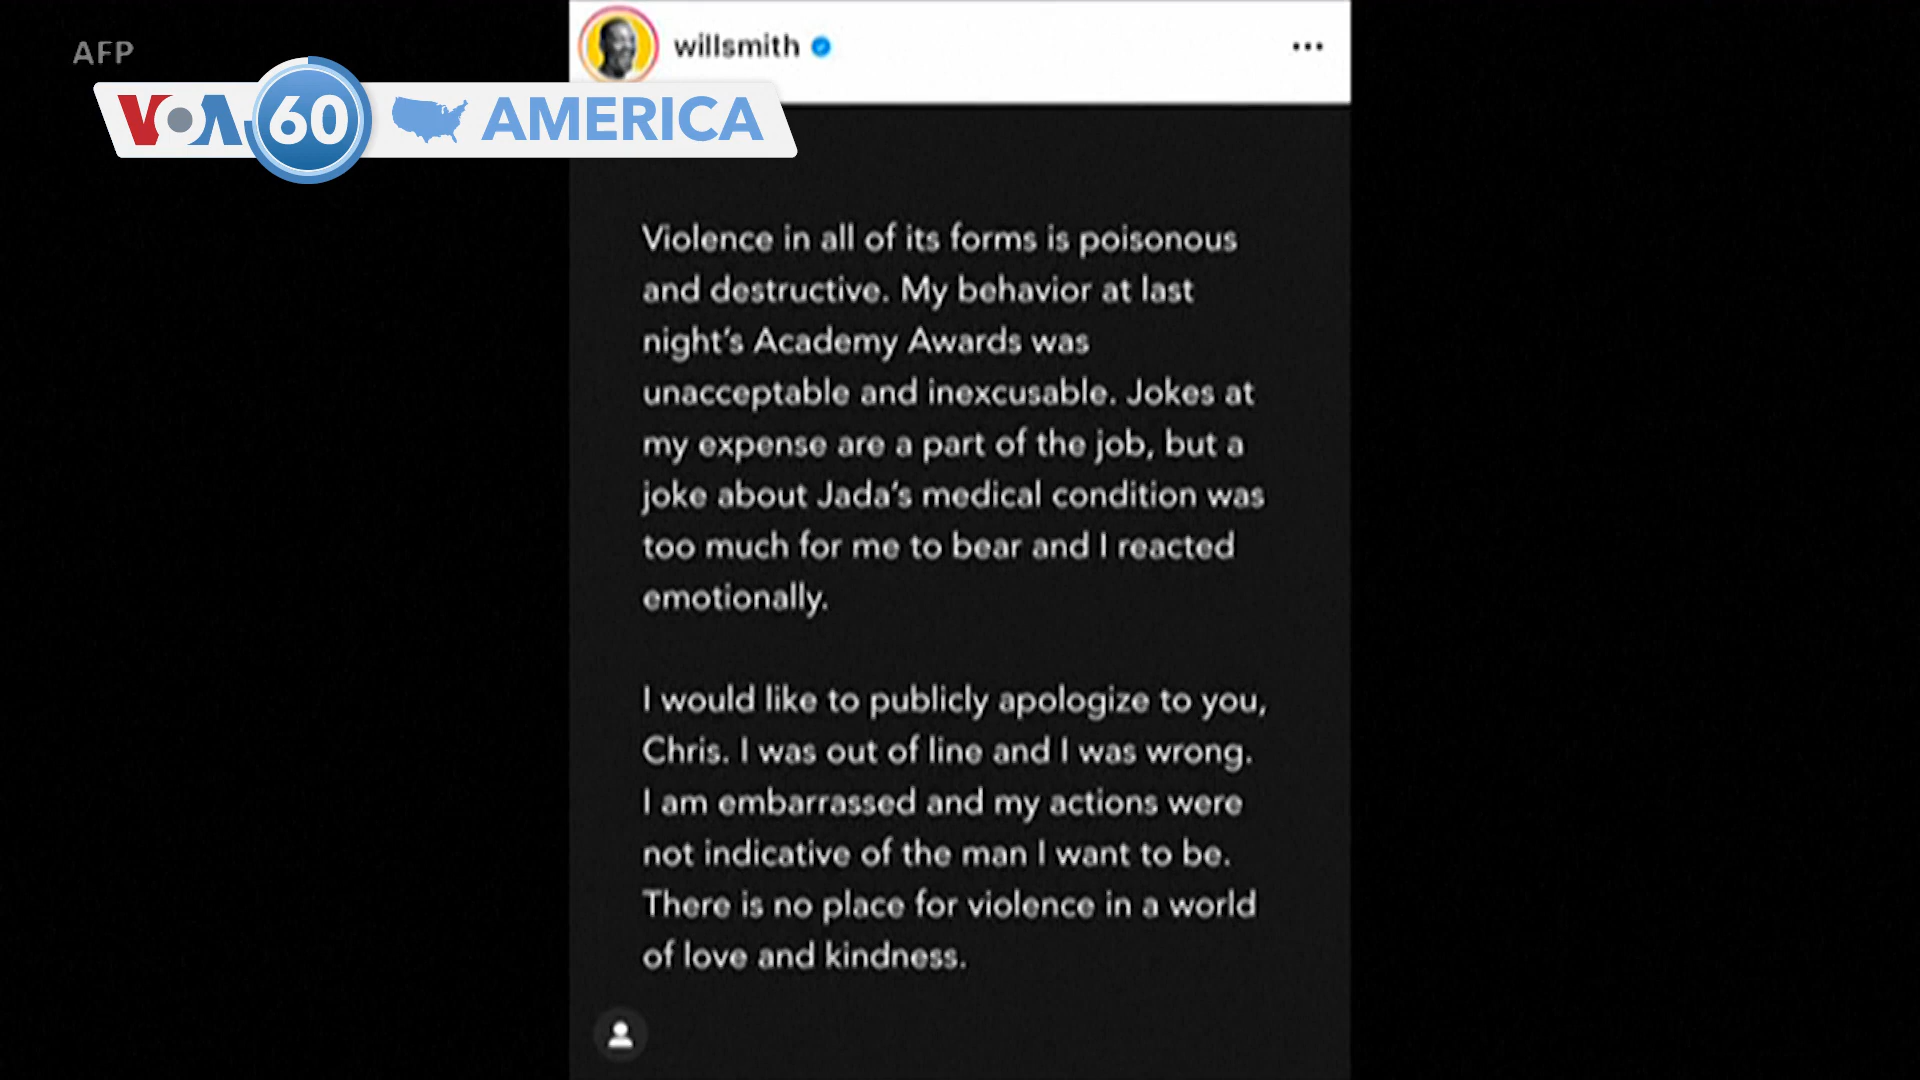 AFP
willsmith
VOA 60 AMERICA
Violence in all of its forms is poisonous
and destructive. My behavior at last
night’s Academy Awards was
unacceptable and inexcusable. Jokes at
my expense are a part of the job, but a
joke about Jada’s medical condition was
too much for me to bear and I reacted
emotionally.
I would like to publicly apologize to you,
Chris. I was out of line and I was wrong.
I am embarrassed and my actions were
not indicative of the man I want to be.
There is no place for violence in a world
of love and kindness.